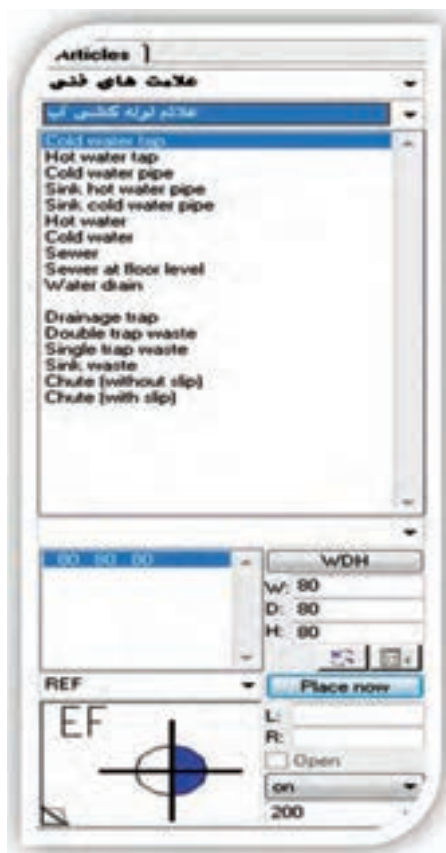 Articles
علامت های فنی
علائم لوله کشی آب
Cold water tap
Hot water tap
Cold water pipe
Sink hot water pipe
Sink cold water pipe
Hot water
Cold water
Sewer
Sewer at floor level
Water drain
Drainage trap
Double trap waste
Single trap waste
Sink waste
Chute (without slip)
Chute (with slip)
80 80 80
WDH
W: 80
D: 80
H: 80
REF
Place now
EF
L:
R:
Open
on
200